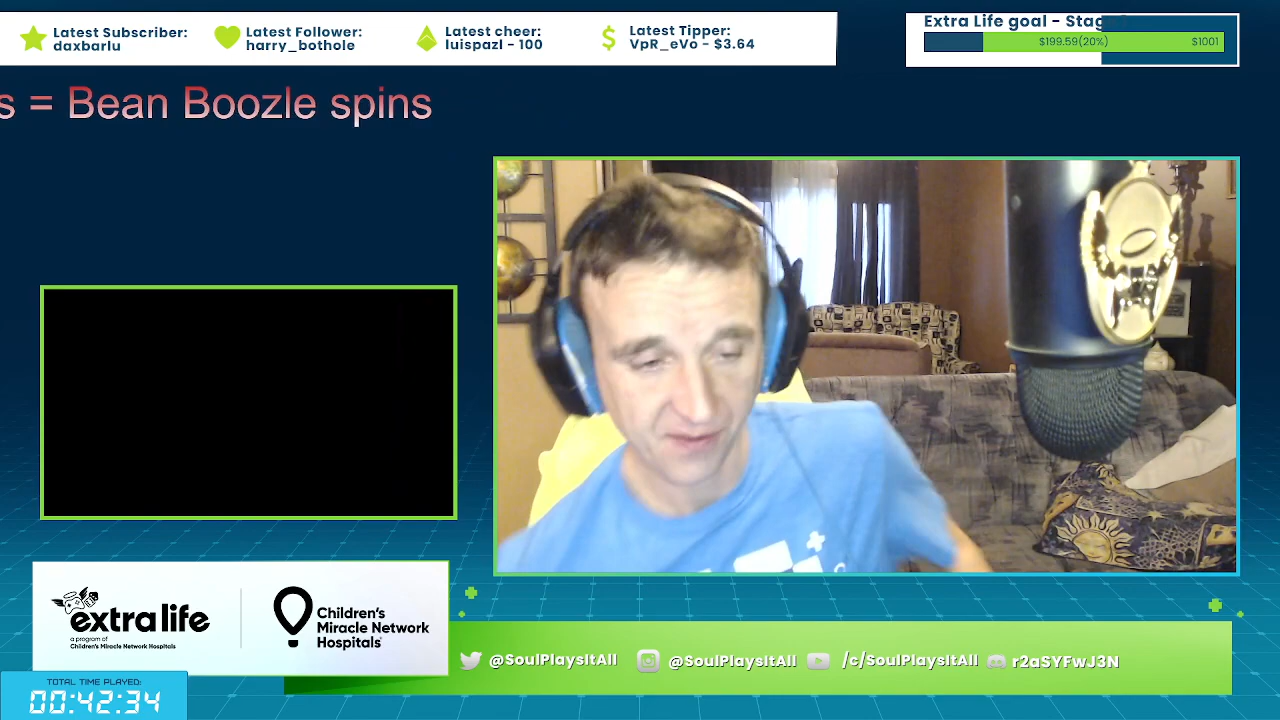 Latest Subscriber:
daxbarlu
Latest Follower:
harry_bothole
Latest cheer:
luispazl - 100
Latest Tipper:
VpR_eVo - $3.64
Extra Life goal - Stag
$199.59(20%)
$1001
s = Bean Boozle spins
extra life
a program of
Children's Miracle Network Hospitals
Children's
Miracle Network
Hospitals
@SoulPlaysItAll
@SoulPlaysItAll
/c/SoulPlaysItAll
r2aSYFwJ3N
TOTAL TIME PLAYED:
00:42:34